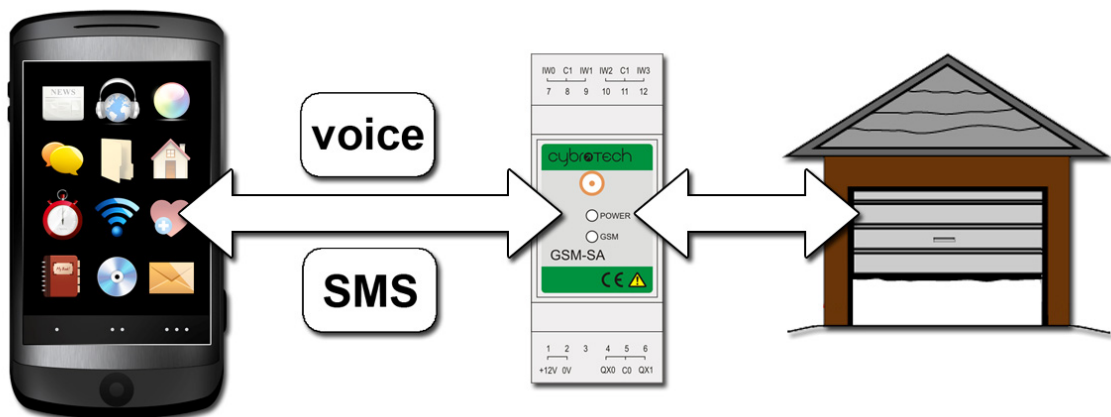 NEWS
voice
SMS
IW0 C1 IW1 IW2 C1 IW3
7 8 9 10 11 12
cybrotech
POWER
GSM
GSM-SA
CE
1 2 3 4 5 6
+12V 0V QX0 C0 QX1